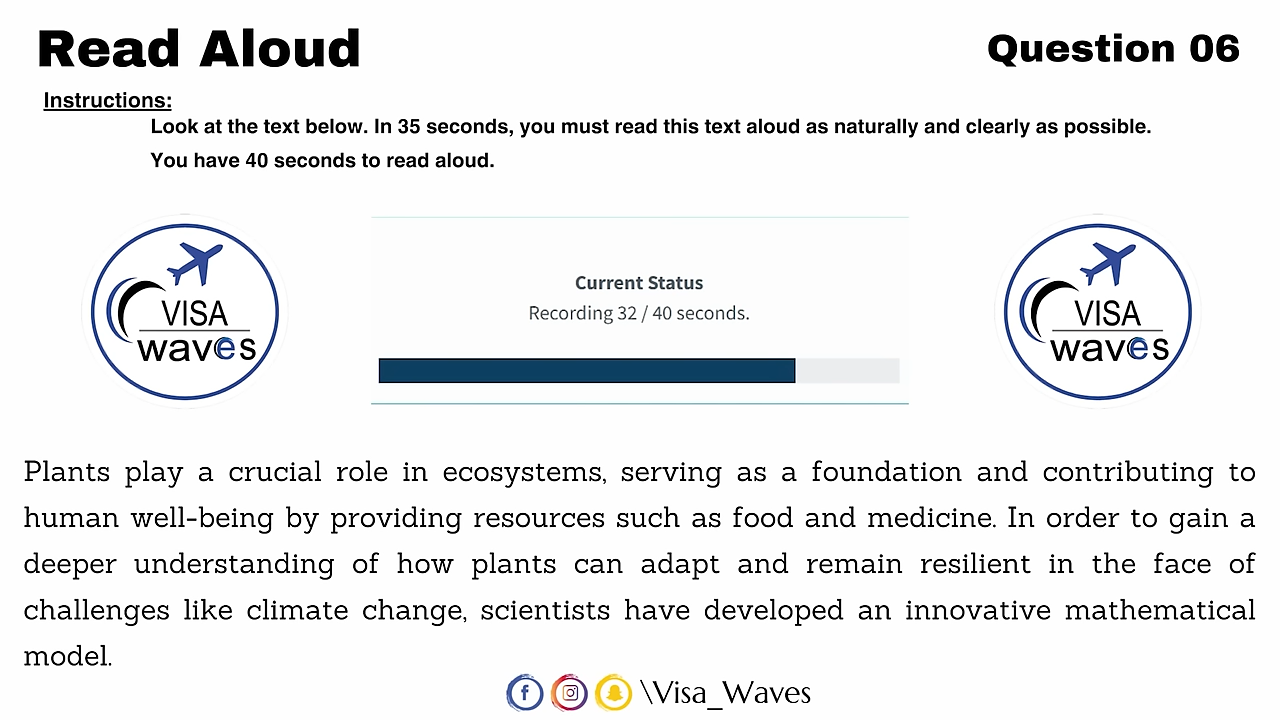 Read Aloud
Question 06
Instructions:
Look at the text below. In 35 seconds, you must read this text aloud as naturally and clearly as possible.
You have 40 seconds to read aloud.
VISA
waves
Current Status
Recording 32 / 40 seconds.
VISA
waves
Plants play a crucial role in ecosystems, serving as a foundation and contributing to
human well-being by providing resources such as food and medicine. In order to gain a
deeper understanding of how plants can adapt and remain resilient in the face of
challenges like climate change, scientists have developed an innovative mathematical
model.
\Visa_Waves